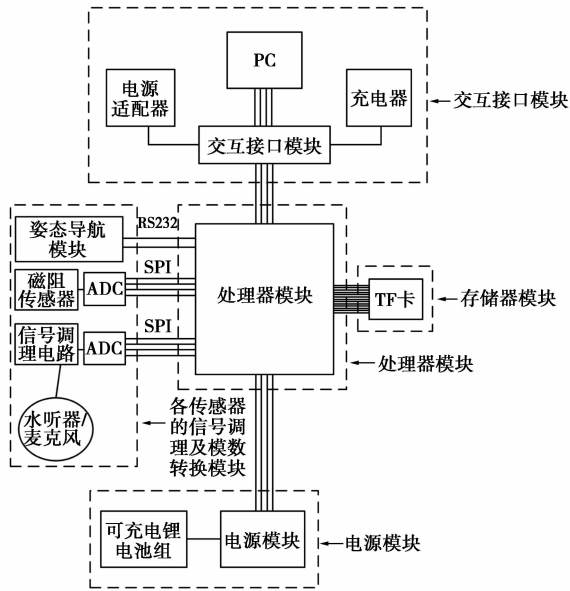 PC
电源
适配器
充电器
交互接口模块
交互接口模块
RS232
姿态导航
模块
SPI
磁阻
传感器
ADC
处理器模块
TF卡
存储器模块
SPI
信号调
理电路
ADC
处理器模块
水听器/
麦克风
各传感器
的信号调
理及模数
转换模块
可充电锂
电池组
电源模块
电源模块